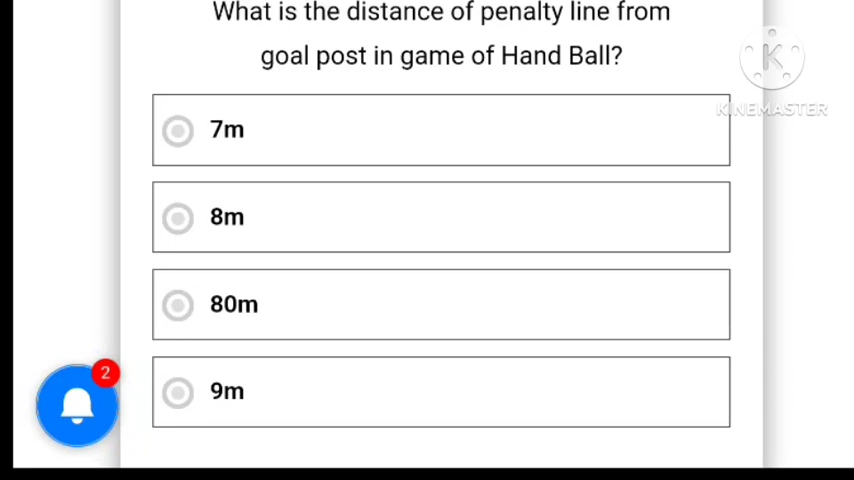 What is the distance of penalty line from
goal post in game of Hand Ball?
K
KINEMASTER
7m
8m
80m
9m
2